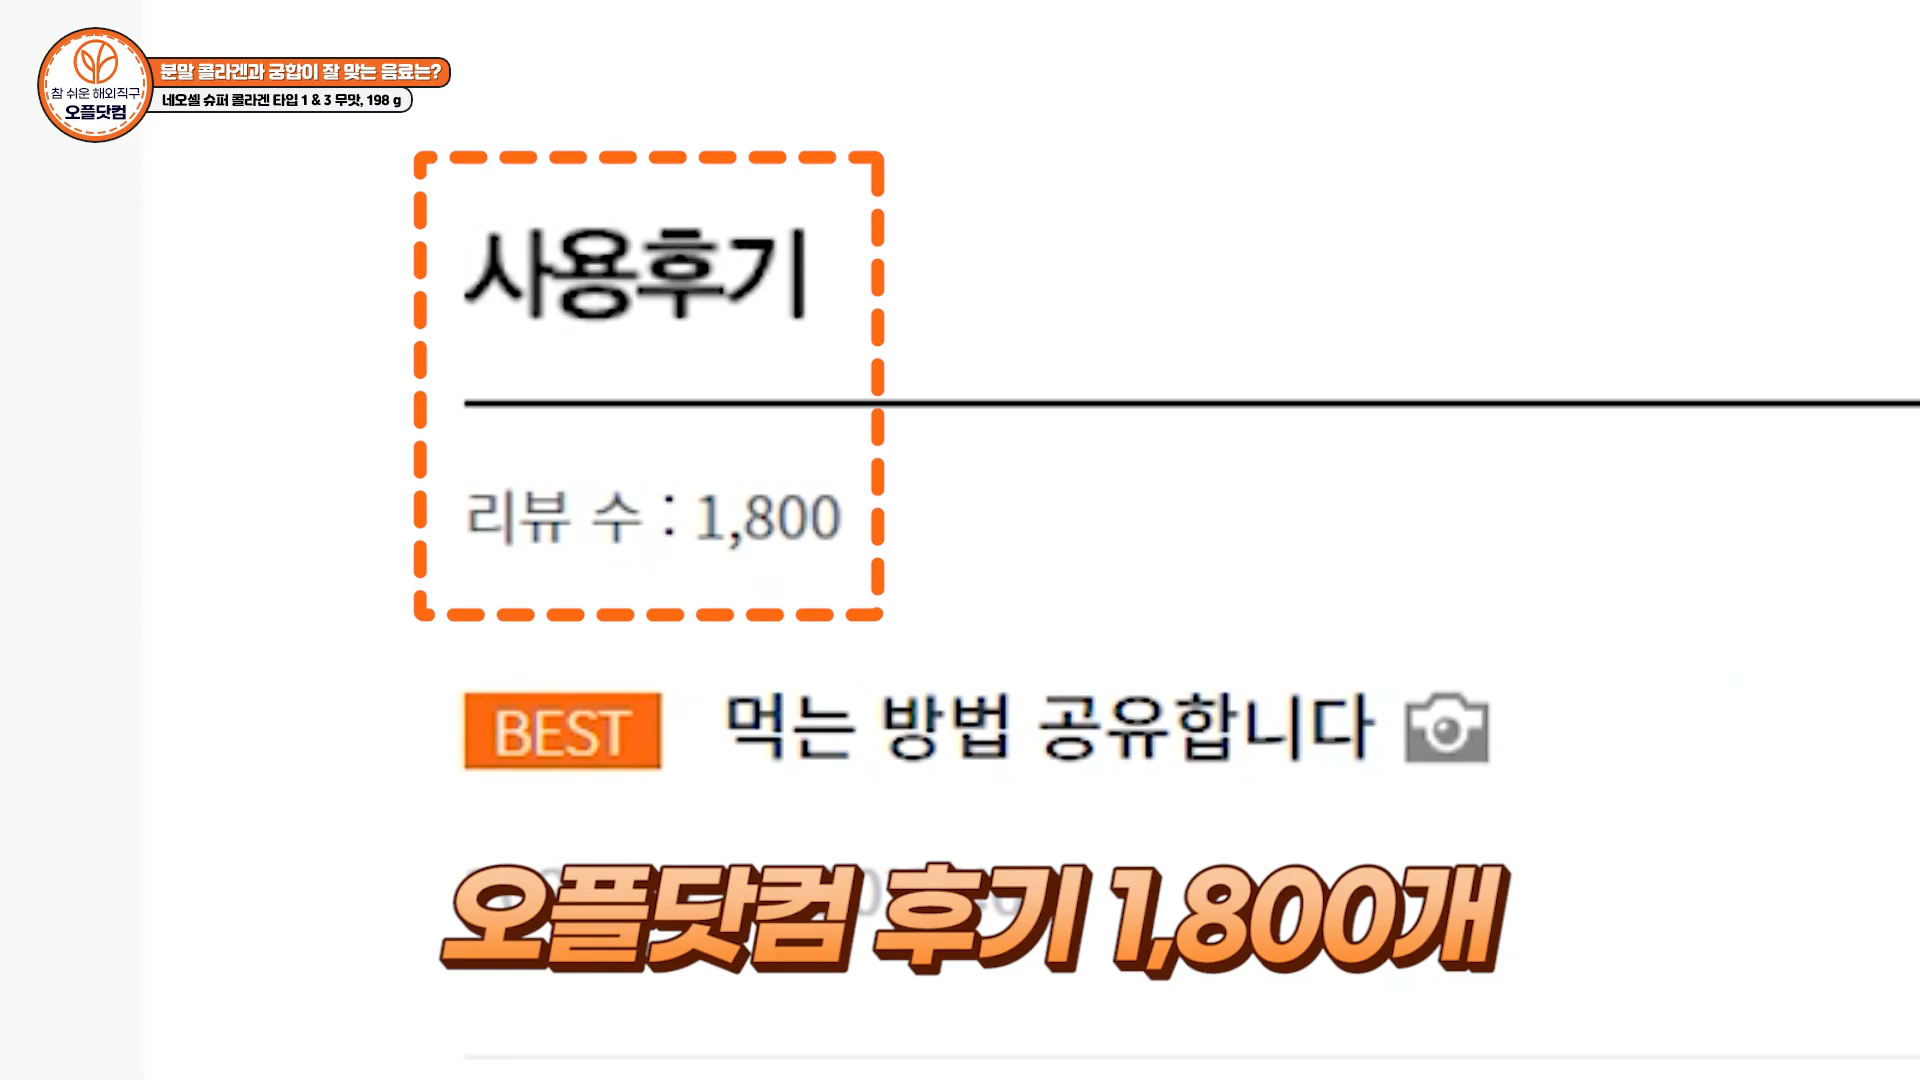 참 쉬운 해외직구
오플닷컴
분말 콜라겐과 궁합이 잘 맞는 음료는?
네오셀 슈퍼 콜라겐 타입 1 & 3 무맛, 198 g
사용후기
리뷰 수 : 1,800
BEST 먹는 방법 공유합니다
오플닷컴 후기 1,800개